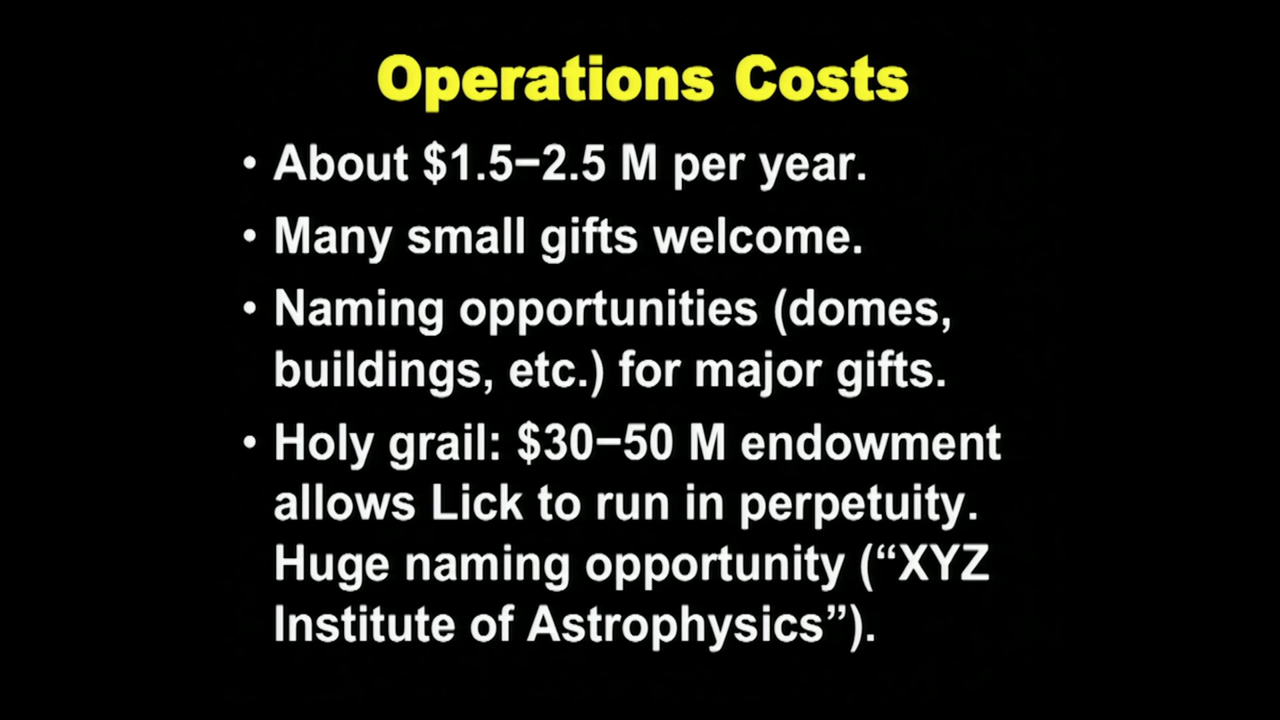 Operations Costs
• About $1.5−2.5 M per year.
• Many small gifts welcome.
• Naming opportunities (domes,
buildings, etc.) for major gifts.
• Holy grail: $30−50 M endowment
allows Lick to run in perpetuity.
Huge naming opportunity (“XYZ
Institute of Astrophysics”).